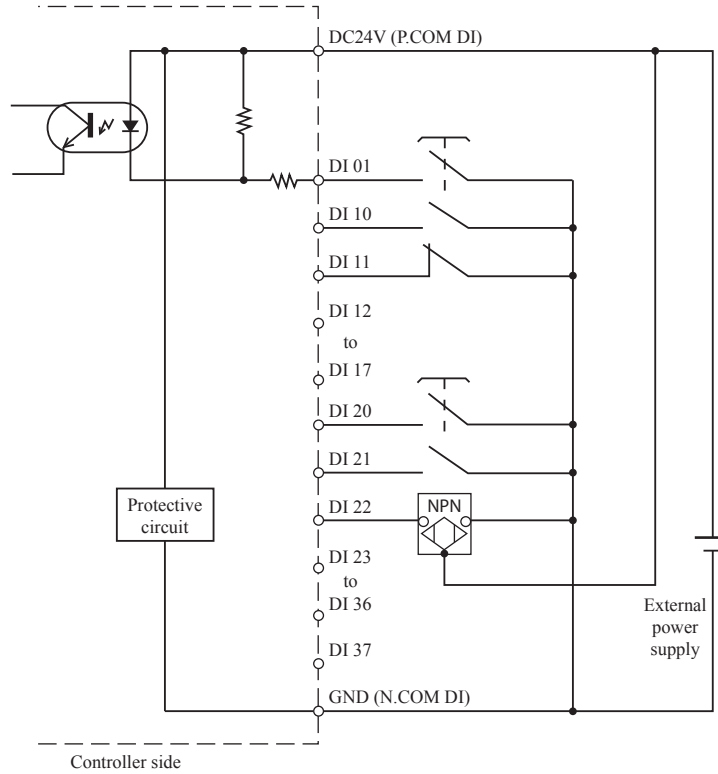 DC24V (P.COM DI)
DI 01
DI 10
DI 11
DI 12
to
DI 17
DI 20
DI 21
DI 22
NPN
Protective
circuit
DI 23
to
DI 36
DI 37
External
power
supply
GND (N.COM DI)
Controller side